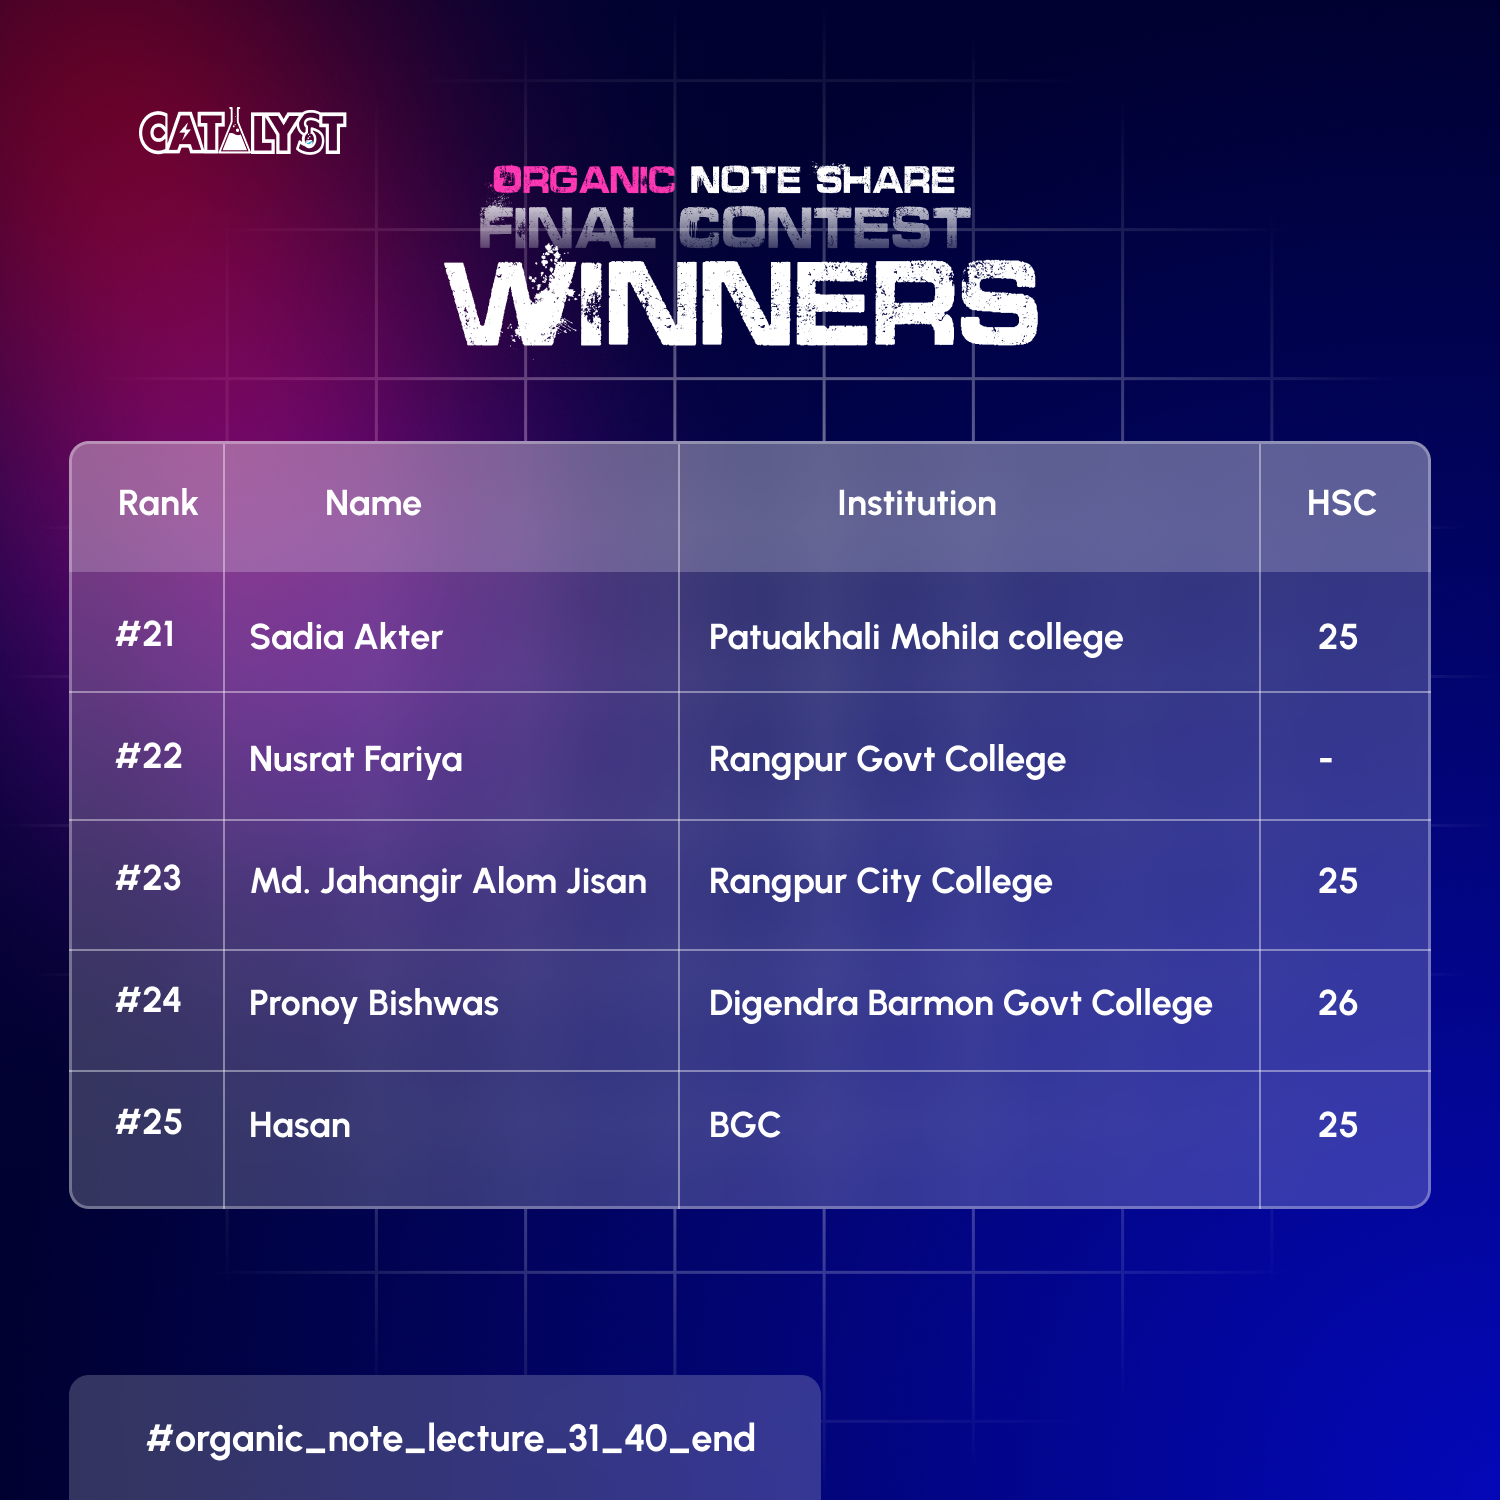 CATALYST
ORGANIC NOTE SHARE
FINAL CONTEST
WINNERS
Rank Name Institution HSC
#21 Sadia Akter Patuakhali Mohila college 25
#22 Nusrat Fariya Rangpur Govt College -
#23 Md. Jahangir Alom Jisan Rangpur City College 25
#24 Pronoy Bishwas Digendra Barmon Govt College 26
#25 Hasan BGC 25
#organic_note_lecture_31_40_end